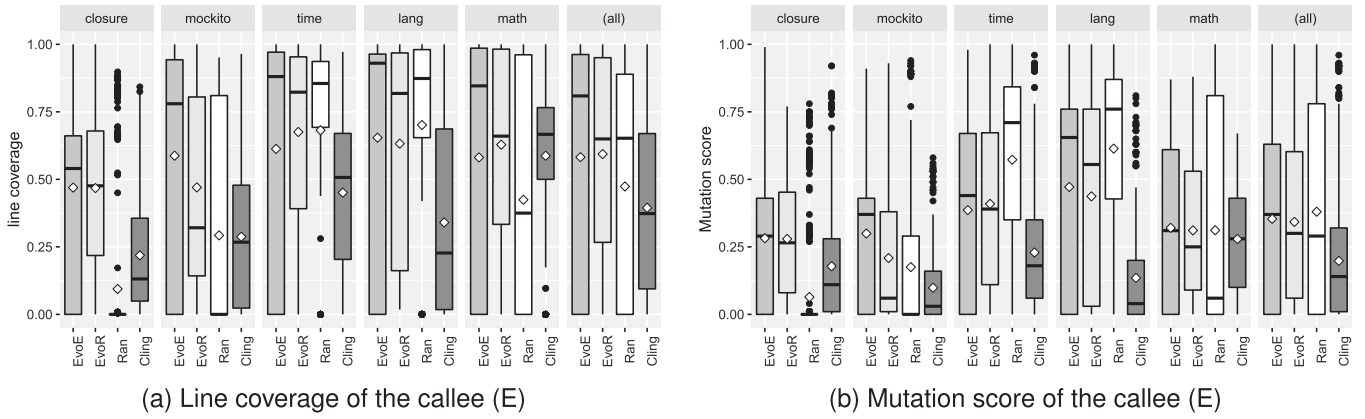 closure mockito time lang math (all)
line coverage
1.00
0.75
0.50
0.25
0.00
EvoE EvoR Ran Cling EvoE EvoR Ran Cling EvoE EvoR Ran Cling EvoE EvoR Ran Cling EvoE EvoR Ran Cling EvoE EvoR Ran Cling
(a) Line coverage of the callee (E)
closure mockito time lang math (all)
Mutation score
1.00
0.75
0.50
0.25
0.00
EvoE EvoR Ran Cling EvoE EvoR Ran Cling EvoE EvoR Ran Cling EvoE EvoR Ran Cling EvoE EvoR Ran Cling EvoE EvoR Ran Cling
(b) Mutation score of the callee (E)